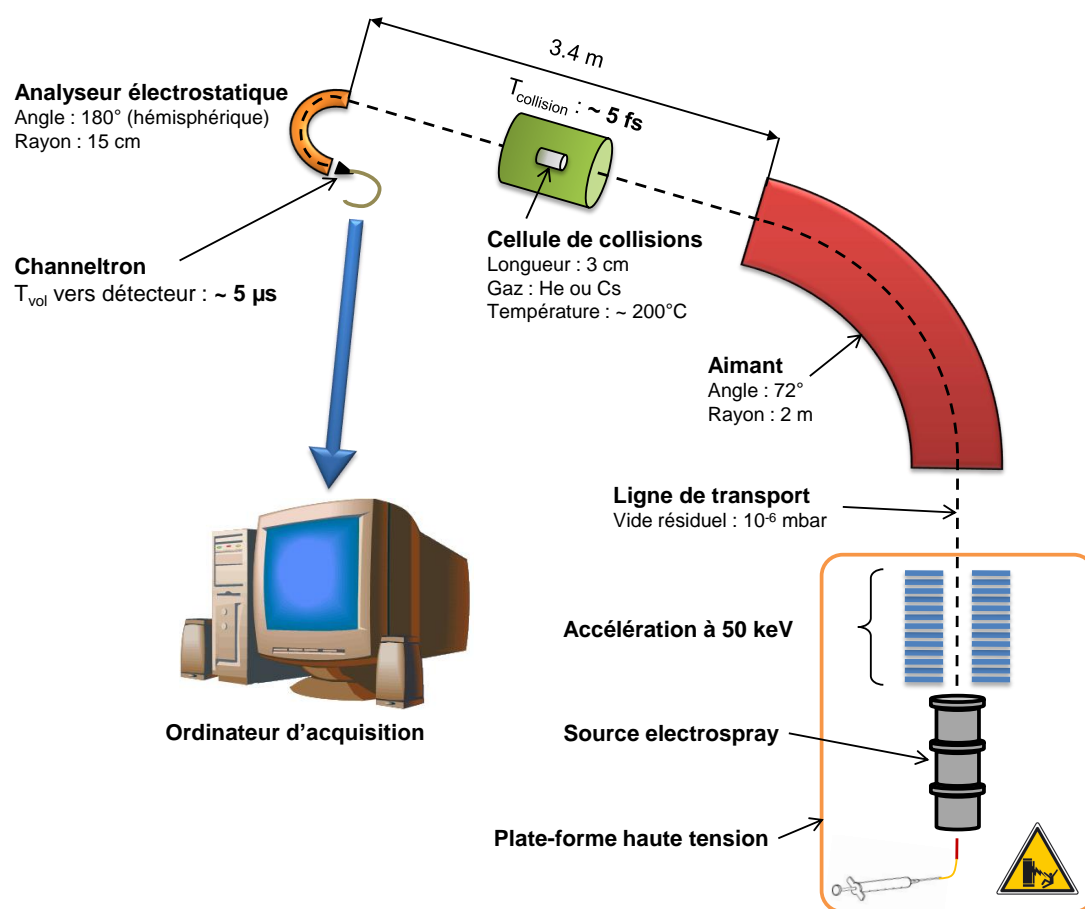 3.4 m
T_collision : ~ 5 fs
Analyseur électrostatique
Angle : 180° (hémisphérique)
Rayon : 15 cm
Cellule de collisions
Longueur : 3 cm
Gaz : He ou Cs
Température : ~ 200°C
Channeltron
T_vol vers détecteur : ~ 5 µs
Aimant
Angle : 72°
Rayon : 2 m
Ligne de transport
Vide résiduel : 10⁻⁶ mbar
Accélération à 50 keV
Ordinateur d'acquisition
Source electrospray
Plate-forme haute tension